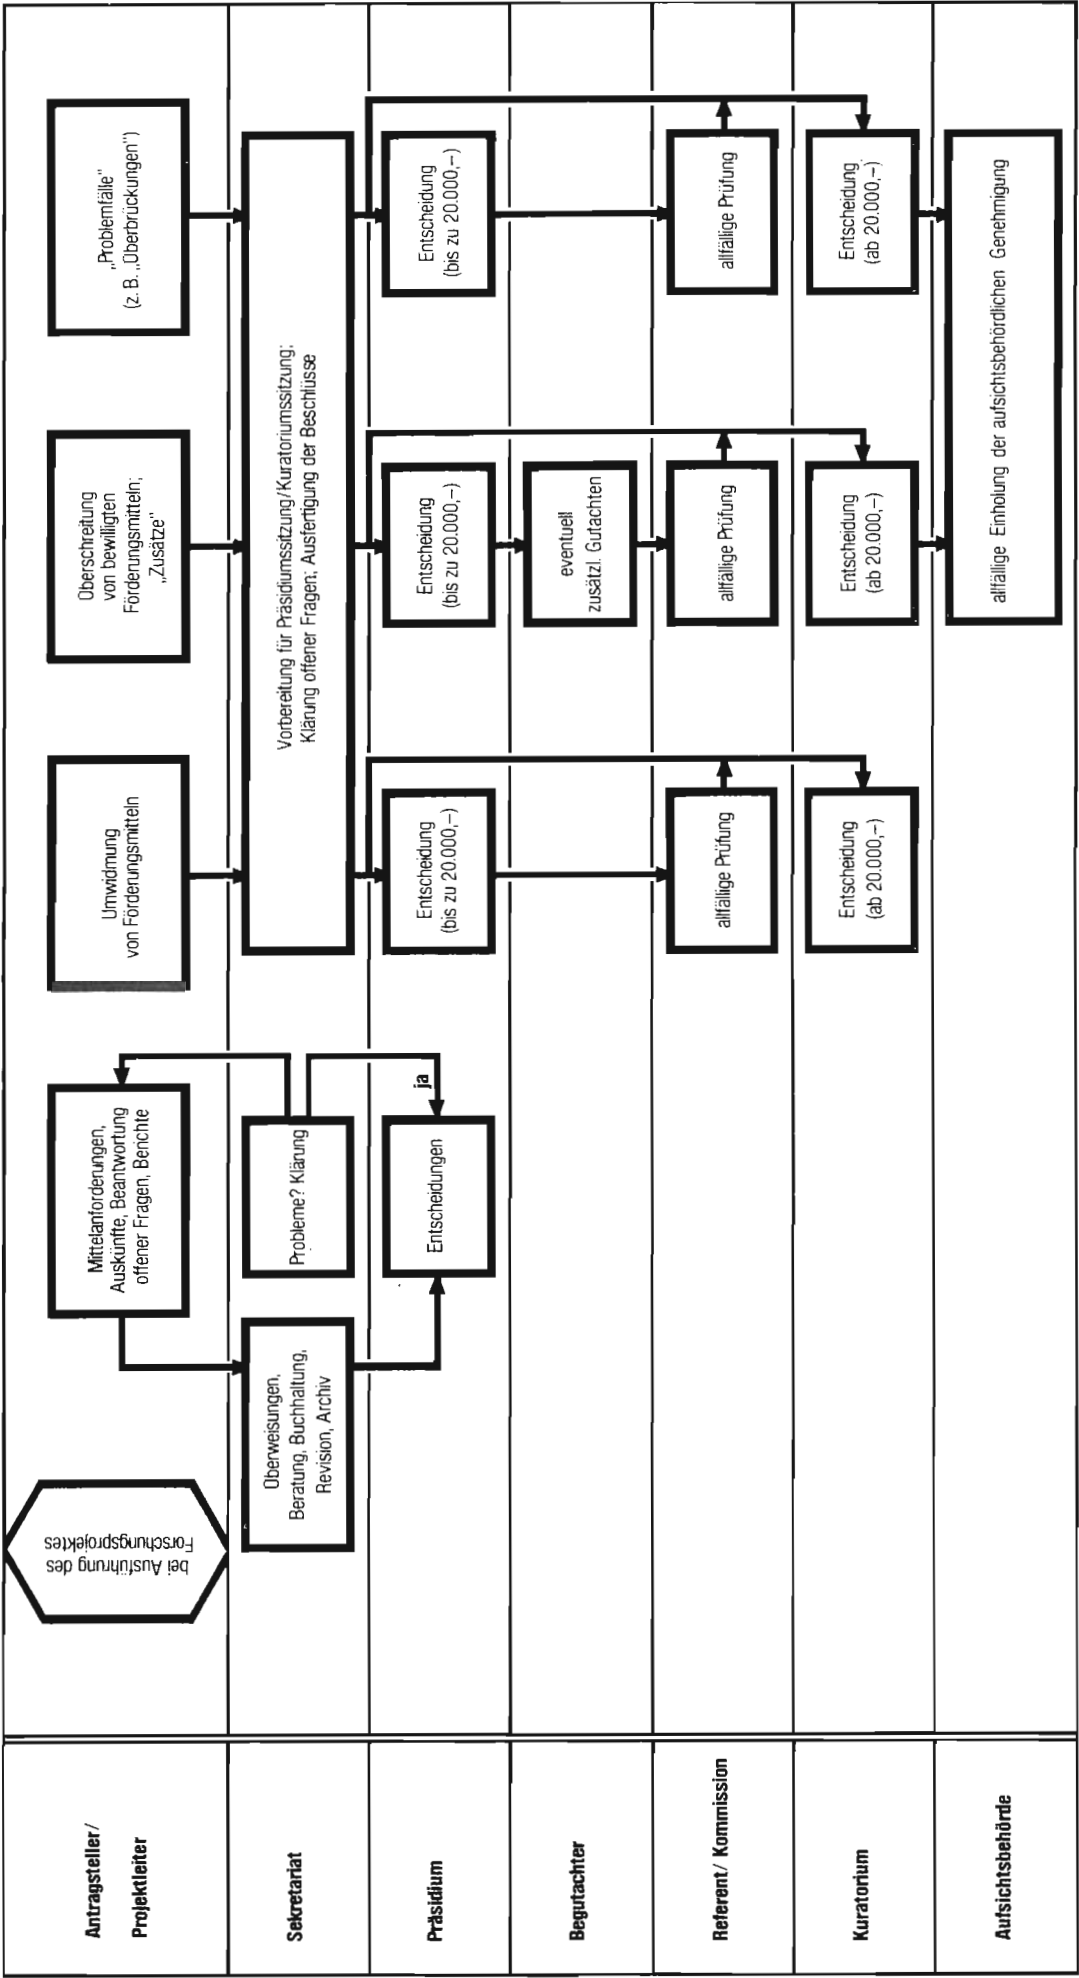 Antragsteller/
Projektleiter
bei Ausführung des
Forschungsprojektes
Mittelanforderungen,
Auskünfte, Beantwortung
offener Fragen, Berichte
Umwidmung
von Förderungsmitteln
Überschreitung
von bewilligten
Förderungsmitteln;
„Zusätze"
„Problemfälle"
(z. B. „Überbrückungen")
Sekretariat
Überweisungen,
Beratung, Buchhaltung,
Revision, Archiv
Probleme? Klärung
Vorbereitung für Präsidiumssitzung/Kuratoriumssitzung;
Klärung offener Fragen; Ausfertigung der Beschlüsse
Präsidium
Entscheidungen
ja
Entscheidung
(bis zu 20.000,–)
Entscheidung
(bis zu 20.000,–)
Entscheidung
(bis zu 20.000,–)
Begutachter
eventuell
zusätzl. Gutachten
Referent/ Kommission
allfällige Prüfung
allfällige Prüfung
allfällige Prüfung
Kuratorium
Entscheidung
(ab 20.000,–)
Entscheidung
(ab 20.000,–)
Entscheidung
(ab 20.000,–)
Aufsichtsbehörde
allfällige Einholung der aufsichtsbehördlichen Genehmigung